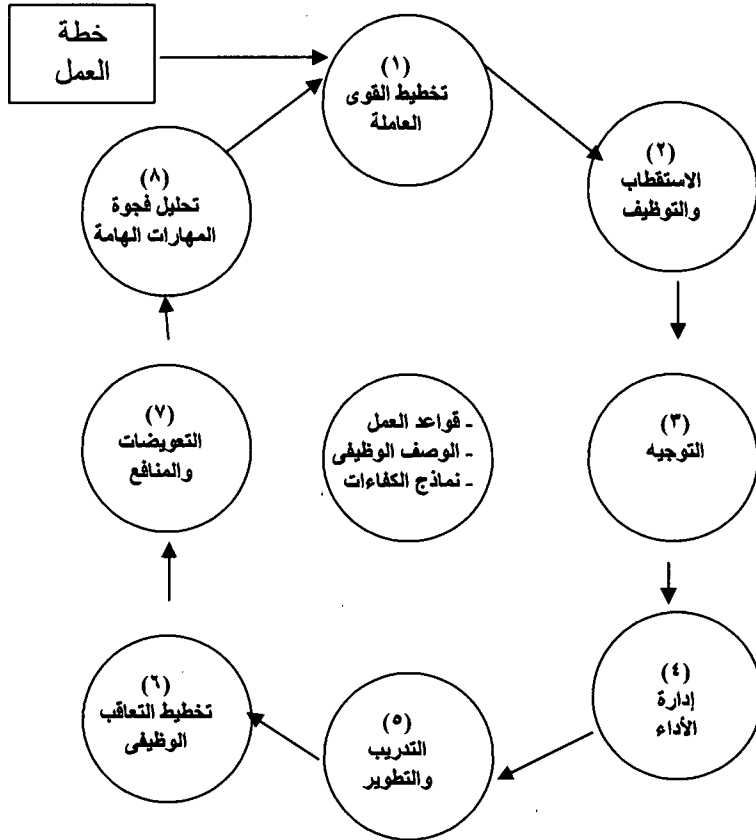 خطة
العمل
(١)
تخطيط القوى
العاملة
(٢)
الاستقطاب
والتوظيف
(٣)
التوجيه
(٤)
إدارة
الأداء
(٥)
التدريب
والتطوير
(٦)
تخطيط التعاقب
الوظيفى
(٧)
التعويضات
والمنافع
(٨)
تحليل فجوة
المهارات الهامة
- قواعد العمل
- الوصف الوظيفى
- نماذج الكفاءات